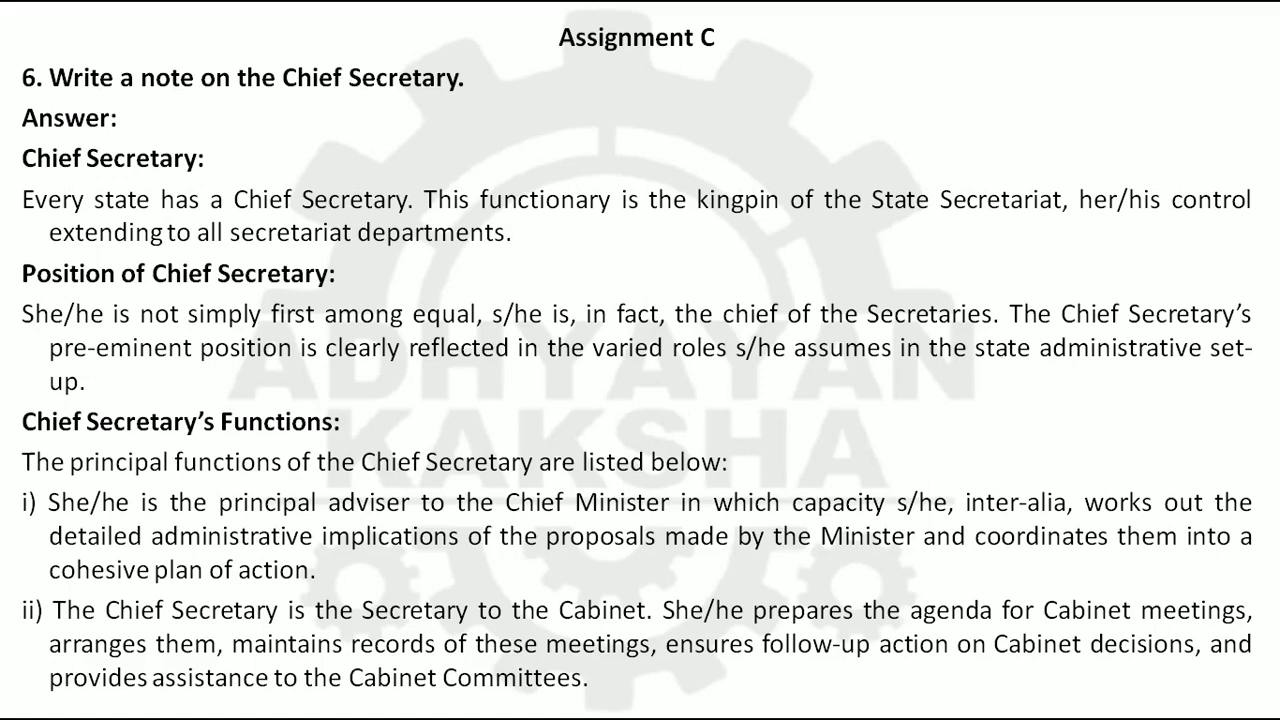 Assignment C
6. Write a note on the Chief Secretary.
Answer:
Chief Secretary:
Every state has a Chief Secretary. This functionary is the kingpin of the State Secretariat, her/his control
extending to all secretariat departments.
Position of Chief Secretary:
She/he is not simply first among equal, s/he is, in fact, the chief of the Secretaries. The Chief Secretary’s
pre-eminent position is clearly reflected in the varied roles s/he assumes in the state administrative set-
up.
Chief Secretary’s Functions:
The principal functions of the Chief Secretary are listed below:
i) She/he is the principal adviser to the Chief Minister in which capacity s/he, inter-alia, works out the
detailed administrative implications of the proposals made by the Minister and coordinates them into a
cohesive plan of action.
ii) The Chief Secretary is the Secretary to the Cabinet. She/he prepares the agenda for Cabinet meetings,
arranges them, maintains records of these meetings, ensures follow-up action on Cabinet decisions, and
provides assistance to the Cabinet Committees.
ADHYAYAN
KAKSHA